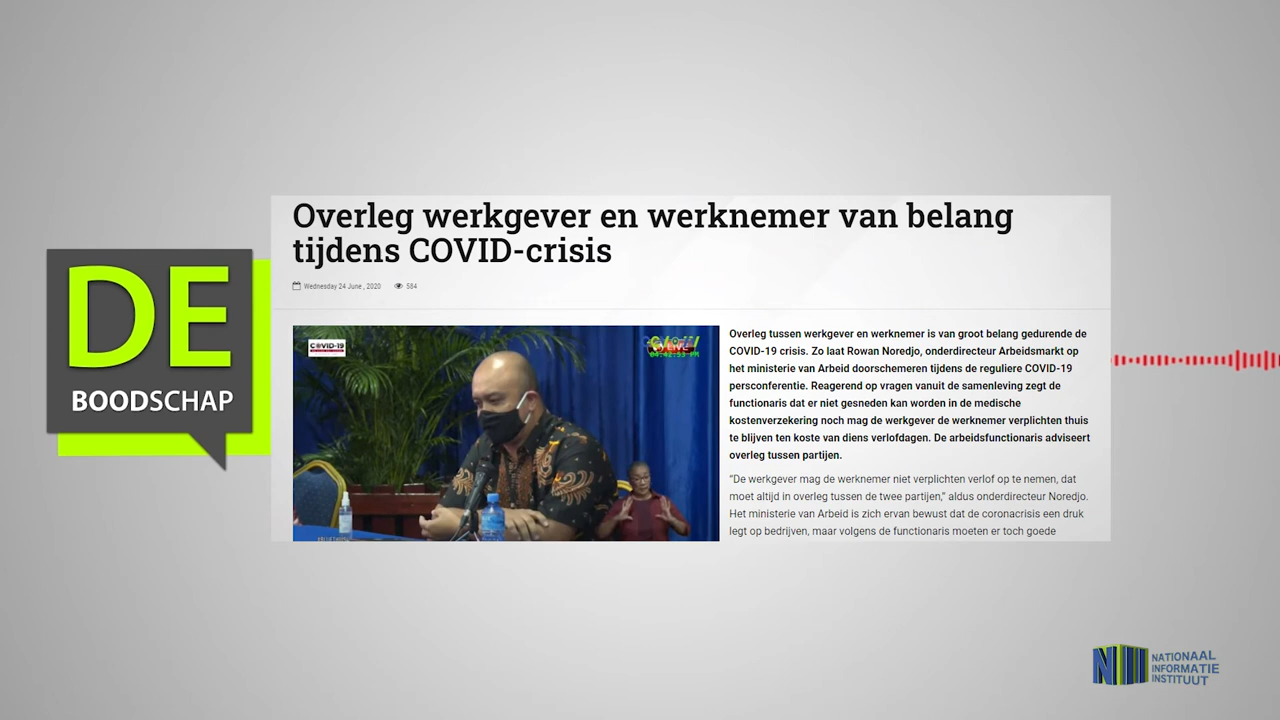 Overleg werkgever en werknemer van belang
tijdens COVID-crisis
Wednesday 24 June , 2020 584
DE
BOODSCHAP
COVID-19
LIVE
04:42:53 PM
Overleg tussen werkgever en werknemer is van groot belang gedurende de
COVID-19 crisis. Zo laat Rowan Noredjo, onderdirecteur Arbeidsmarkt op
het ministerie van Arbeid doorschemeren tijdens de reguliere COVID-19
persconferentie. Reagerend op vragen vanuit de samenleving zegt de
functionaris dat er niet gesneden kan worden in de medische
kostenverzekering noch mag de werkgever de werknemer verplichten thuis
te blijven ten koste van diens verlofdagen. De arbeidsfunctionaris adviseert
overleg tussen partijen.
“De werkgever mag de werknemer niet verplichten verlof op te nemen, dat
moet altijd in overleg tussen de twee partijen,” aldus onderdirecteur Noredjo.
Het ministerie van Arbeid is zich ervan bewust dat de coronacrisis een druk
legt op bedrijven, maar volgens de functionaris moeten er toch goede
NII
NATIONAAL
INFORMATIE
INSTITUUT